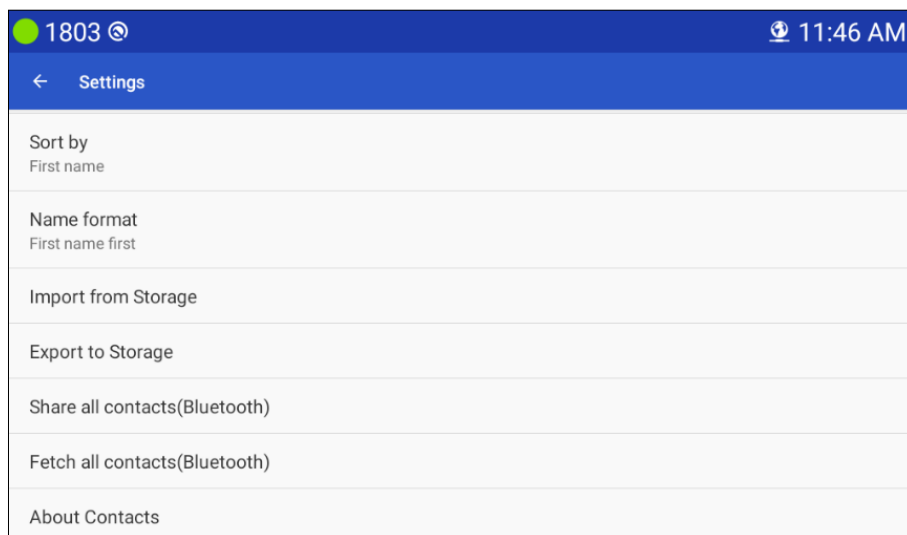 1803
11:46 AM
Settings
Sort by
First name
Name format
First name first
Import from Storage
Export to Storage
Share all contacts(Bluetooth)
Fetch all contacts(Bluetooth)
About Contacts